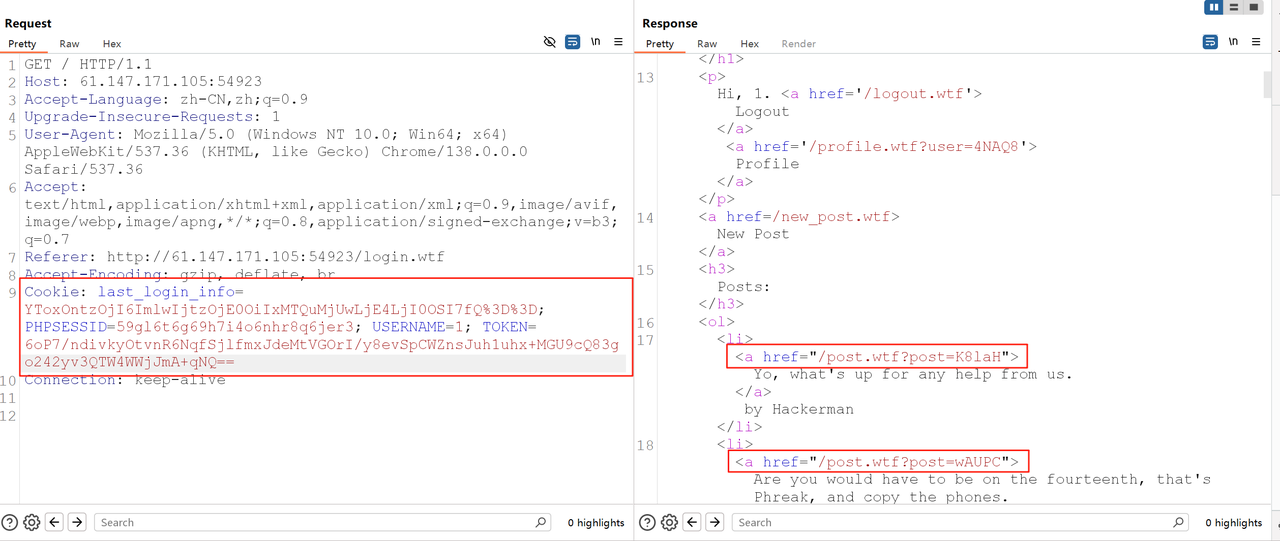 Request
Pretty Raw Hex \n
1 GET / HTTP/1.1
2 Host: 61.147.171.105:54923
3 Accept-Language: zh-CN,zh;q=0.9
4 Upgrade-Insecure-Requests: 1
5 User-Agent: Mozilla/5.0 (Windows NT 10.0; Win64; x64)
AppleWebKit/537.36 (KHTML, like Gecko) Chrome/138.0.0.0
Safari/537.36
6 Accept:
text/html,application/xhtml+xml,application/xml;q=0.9,image/avif,
image/webp,image/apng,*/*;q=0.8,application/signed-exchange;v=b3;
q=0.7
7 Referer: http://61.147.171.105:54923/login.wtf
8 Accept-Encoding: gzip, deflate, br
9 Cookie: last_login_info=
YToxOntzOjI6ImlwIjtzOjE0OiIxMTQuMjUwLjE4LjI0OSI7fQ%3D%3D;
PHPSESSID=59gl6t6g69h7i4o6nhr8q6jer3; USERNAME=1; TOKEN=
6oP7/ndivkyOtvnR6NqfSjlfmxJdeMtVGOrI/y8evSpCWZnsJuh1uhx+MGU9cQ83g
o242yv3QTW4WWjJmA+qNQ==
10 Connection: keep-alive
11
12
Search 0 highlights
Response
Pretty Raw Hex Render \n
</h1>
13 <p>
Hi, 1. <a href='/logout.wtf'>
Logout
</a>
<a href='/profile.wtf?user=4NAQ8'>
Profile
</a>
</p>
14 <a href=/new_post.wtf>
New Post
</a>
15 <h3>
Posts:
</h3>
16 <ol>
17 <li>
<a href="/post.wtf?post=K8laH">
Yo, what's up for any help from us.
</a>
by Hackerman
</li>
18 <li>
<a href="/post.wtf?post=wAUPC">
Are you would have to be on the fourteenth, that's
Phreak, and copy the phones.
Search 0 highlights